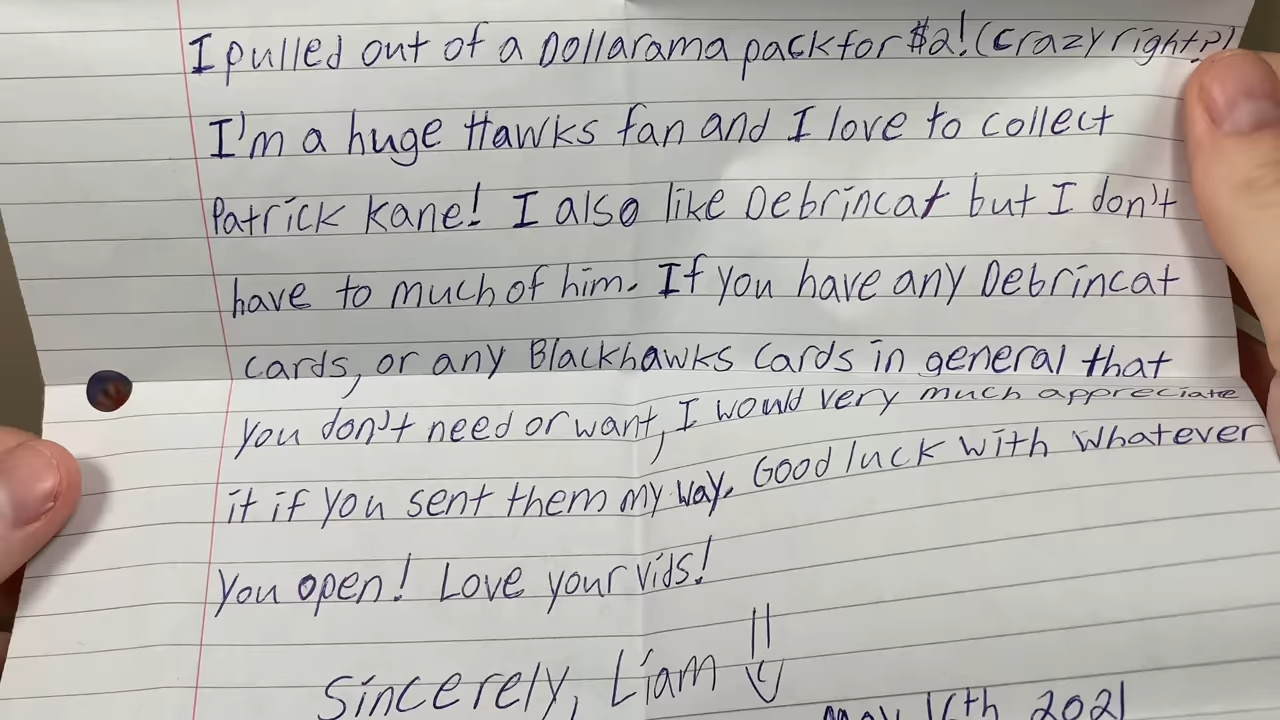 I pulled out of a Dollarama pack for $2! (crazy right?)
I'm a huge Hawks fan and I love to collect
Patrick Kane! I also like Debrincat but I don't
have to much of him. If you have any Debrincat
cards, or any Blackhawks cards in general that
you don't need or want, I would very much appreciate
it if you sent them my way. Good luck with whatever
you open! Love your vids!
Sincerely, Liam
May 16th 2021